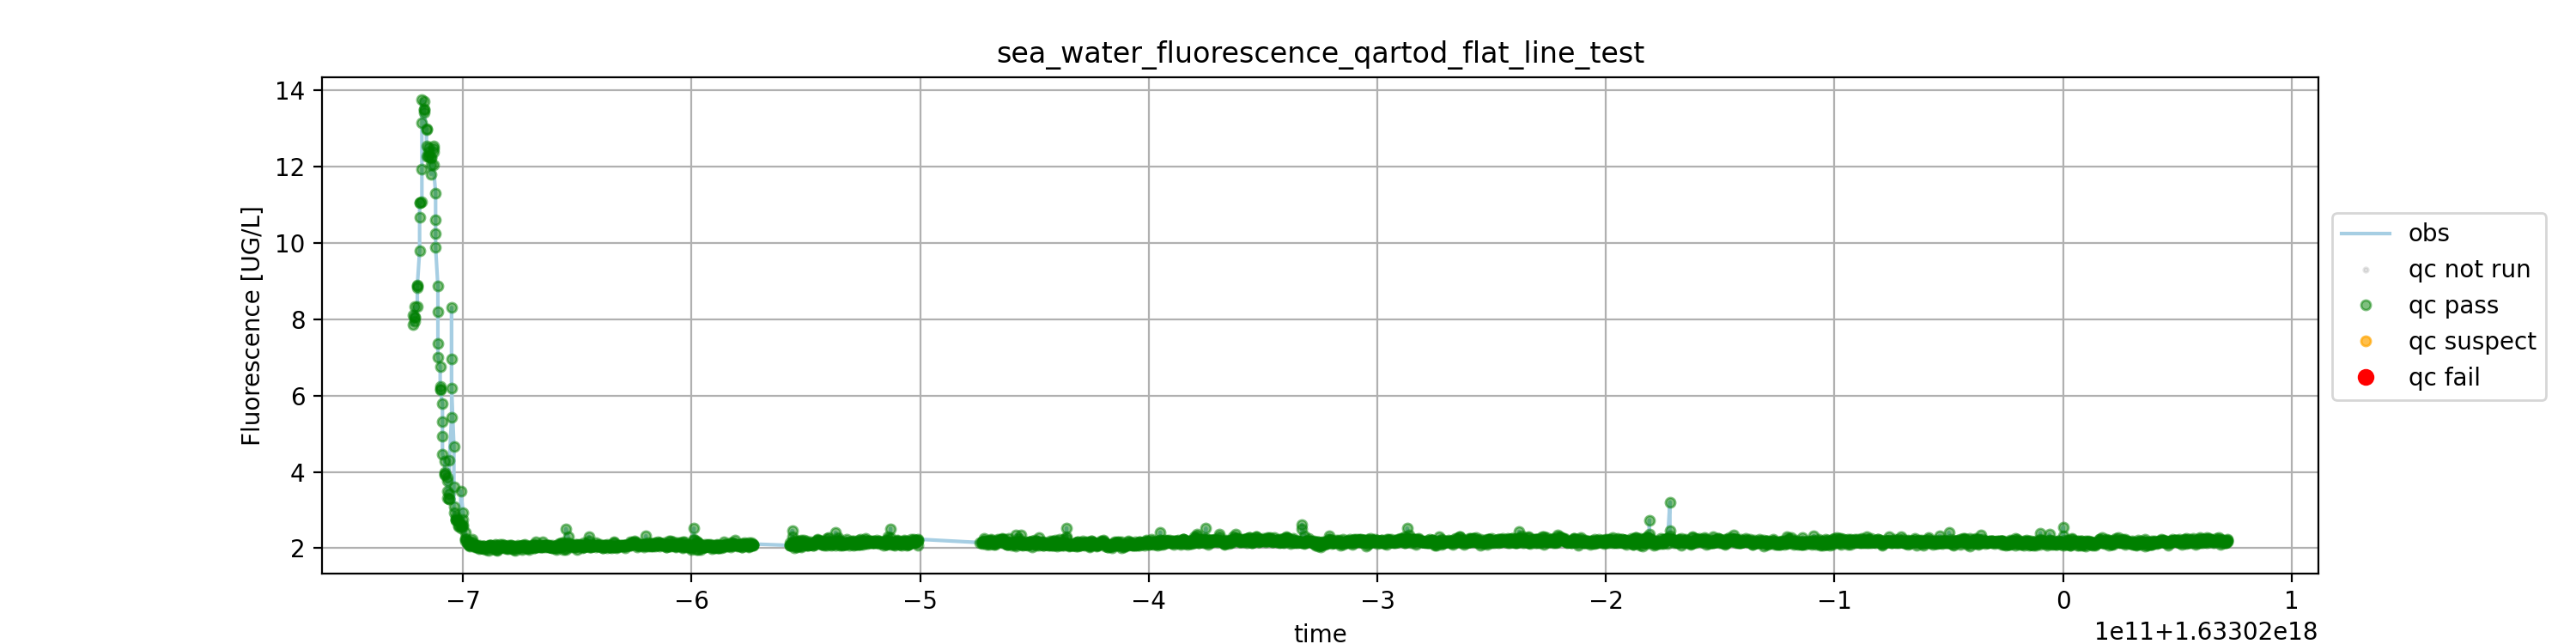 sea_water_fluorescence_qartod_flat_line_test
Fluorescence [UG/L]
14
12
10
8
6
4
2
−7 −6 −5 −4 −3 −2 −1 0 1
time
1e11+1.63302e18
obs
qc not run
qc pass
qc suspect
qc fail